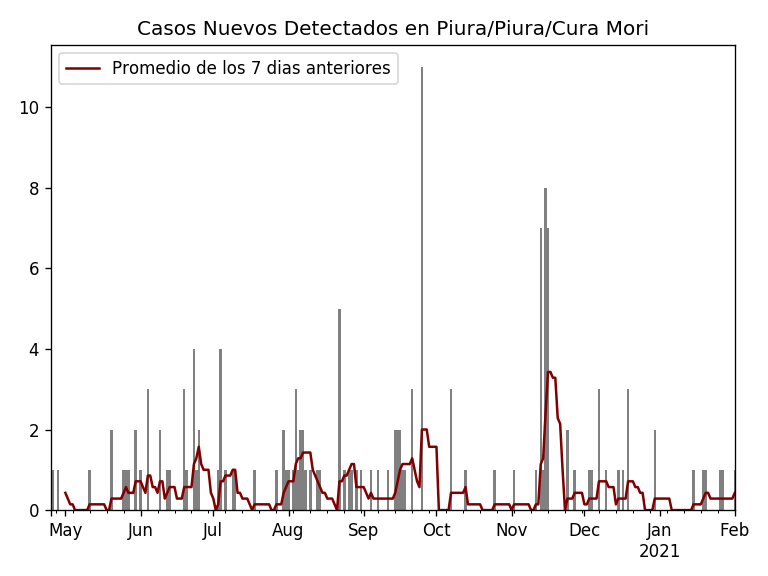 Casos Nuevos Detectados en Piura/Piura/Cura Mori
Promedio de los 7 dias anteriores
10
8
6
4
2
0
May Jun Jul Aug Sep Oct Nov Dec Jan Feb
2021